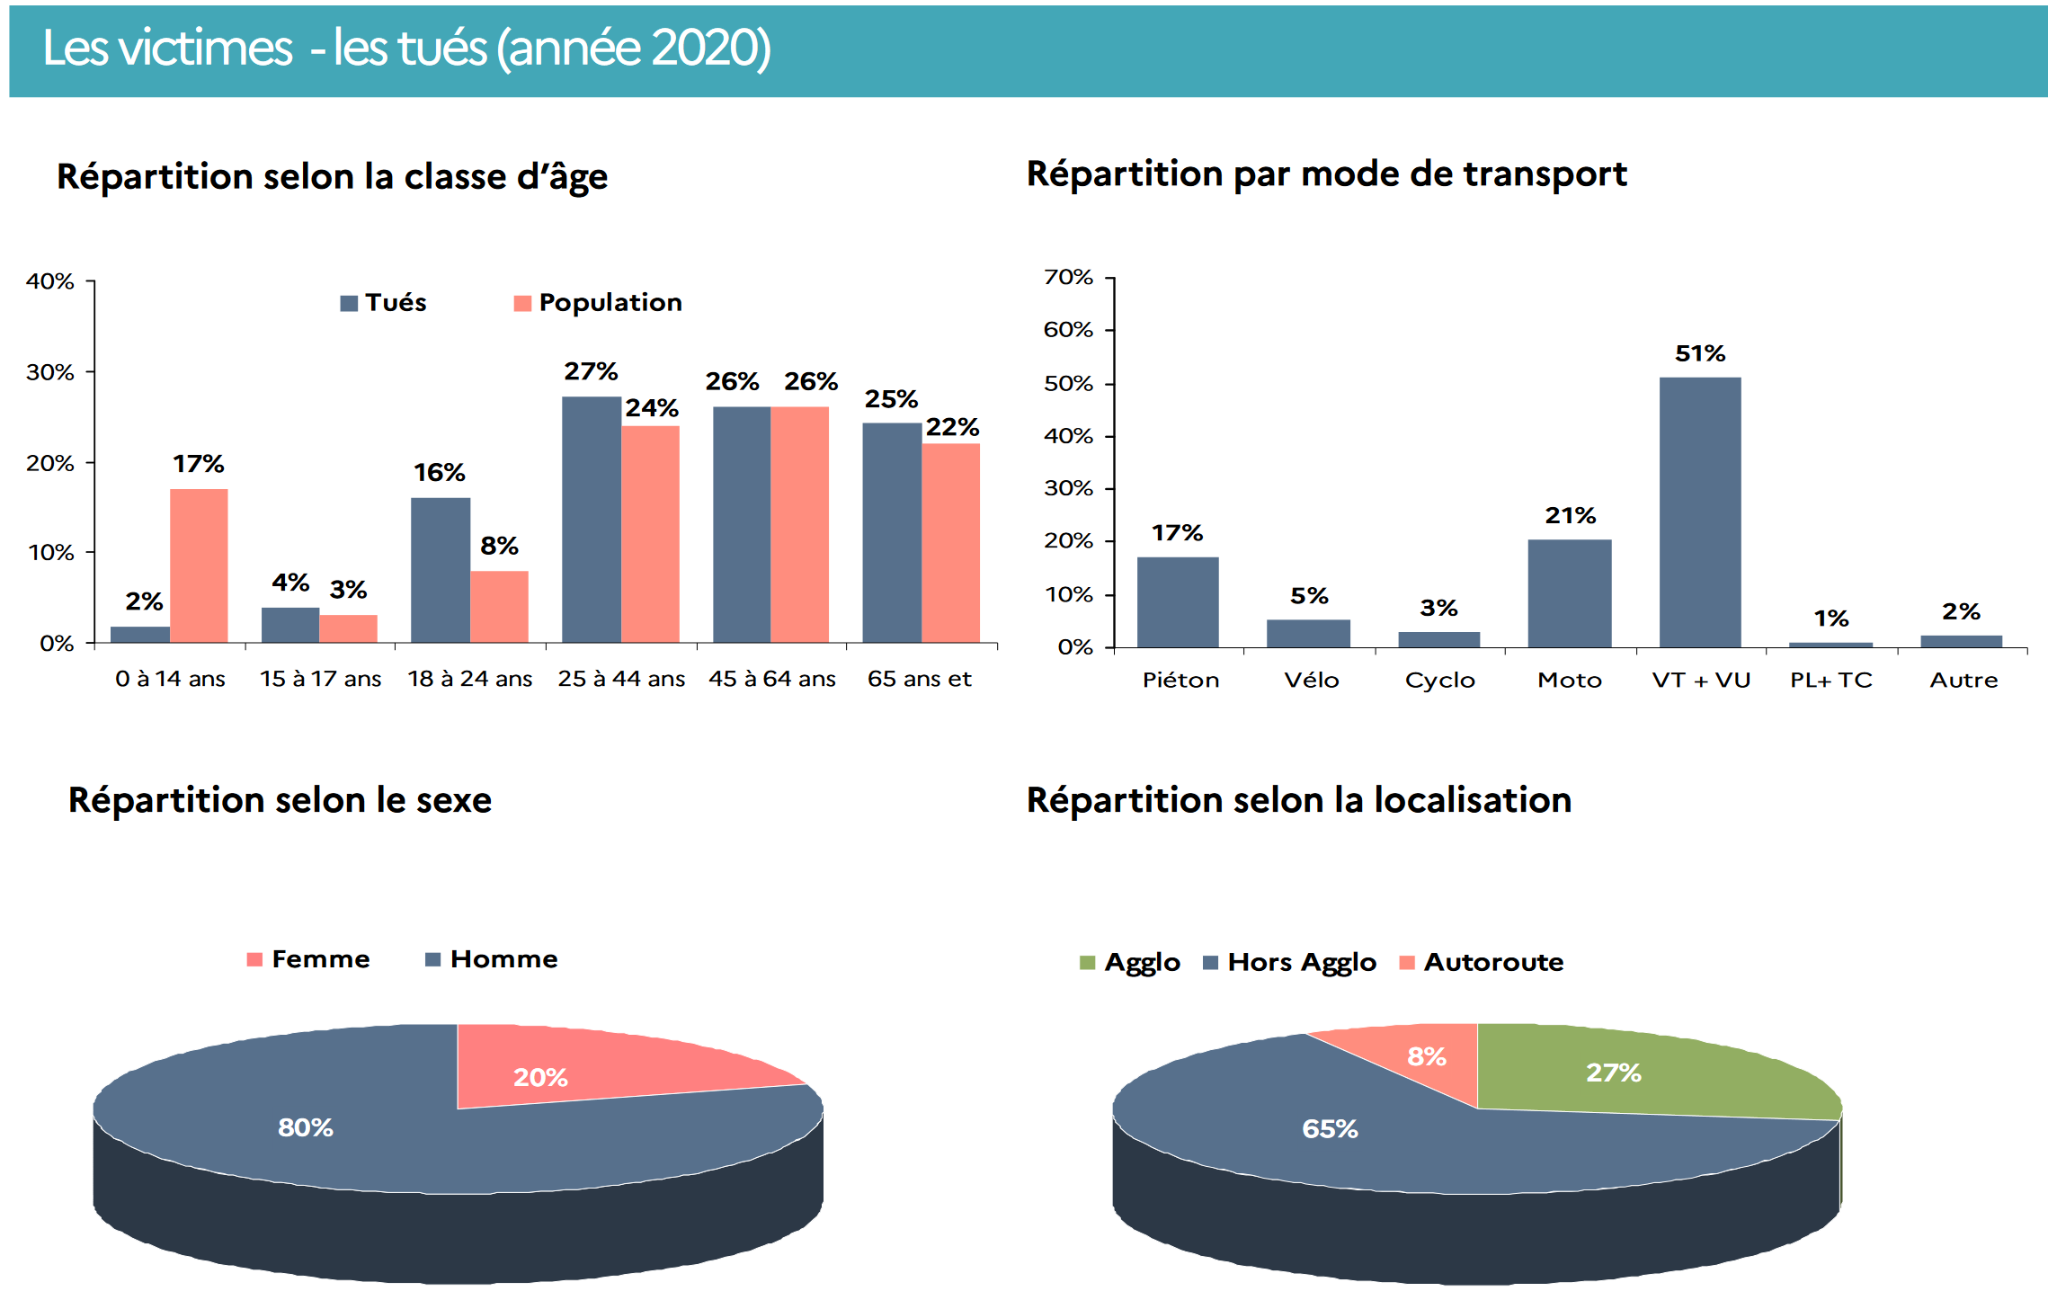 Les victimes - les tués (année 2020)
Répartition selon la classe d'âge
40%
30%
20%
10%
0%
Tués
Population
2%
17%
4%
3%
16%
8%
27%
24%
26%
26%
25%
22%
0 à 14 ans
15 à 17 ans
18 à 24 ans
25 à 44 ans
45 à 64 ans
65 ans et
Répartition par mode de transport
70%
60%
50%
40%
30%
20%
10%
0%
17%
5%
3%
21%
51%
1%
2%
Piéton
Vélo
Cyclo
Moto
VT + VU
PL+ TC
Autre
Répartition selon le sexe
Femme
Homme
20%
80%
Répartition selon la localisation
Agglo
Hors Agglo
Autoroute
8%
27%
65%